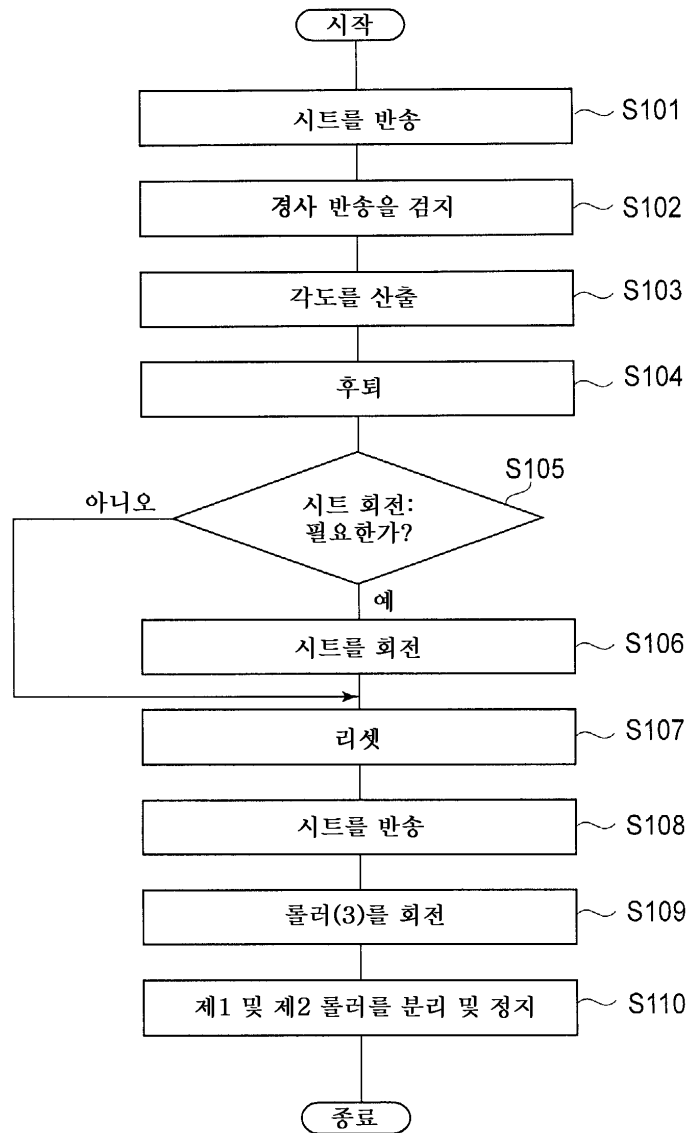 시작
시트를 반송
S101
경사 반송을 검지
S102
각도를 산출
S103
후퇴
S104
S105
시트 회전:
필요한가?
아니오
예
시트를 회전
S106
리셋
S107
시트를 반송
S108
롤러(3)를 회전
S109
제1 및 제2 롤러를 분리 및 정지
S110
종료